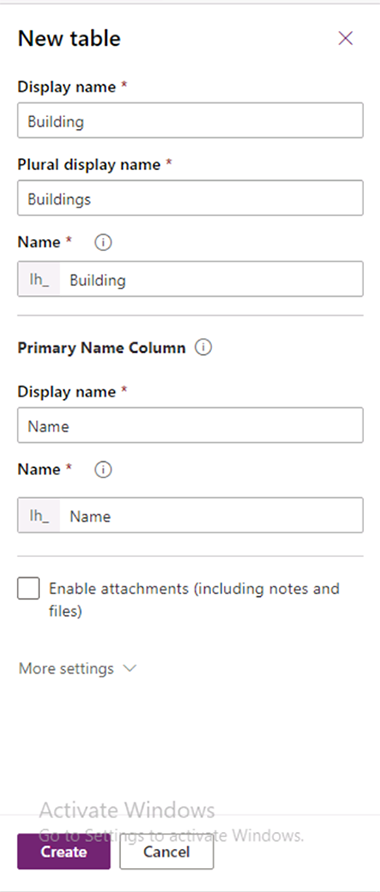 New table
Display name *
Building
Plural display name *
Buildings
Name *
lh_ Building
Primary Name Column
Display name *
Name
Name *
lh_ Name
Enable attachments (including notes and
files)
More settings
Activate Windows
Go to Settings to activate Windows.
Create Cancel